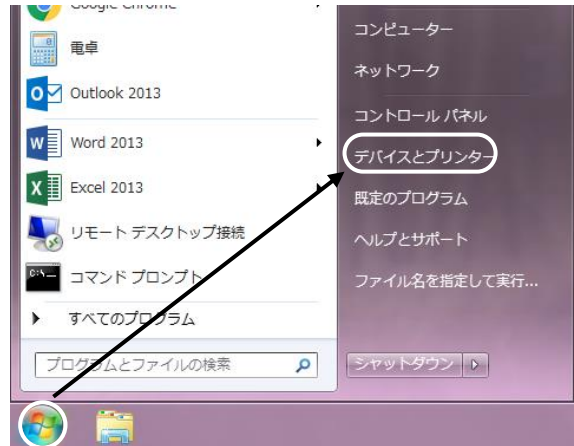 Google Chrome
電卓
Outlook 2013
Word 2013
Excel 2013
リモート デスクトップ接続
コマンド プロンプト
すべてのプログラム
プログラムとファイルの検索
コンピューター
ネットワーク
コントロール パネル
デバイスとプリンター
既定のプログラム
ヘルプとサポート
ファイル名を指定して実行...
シャットダウン